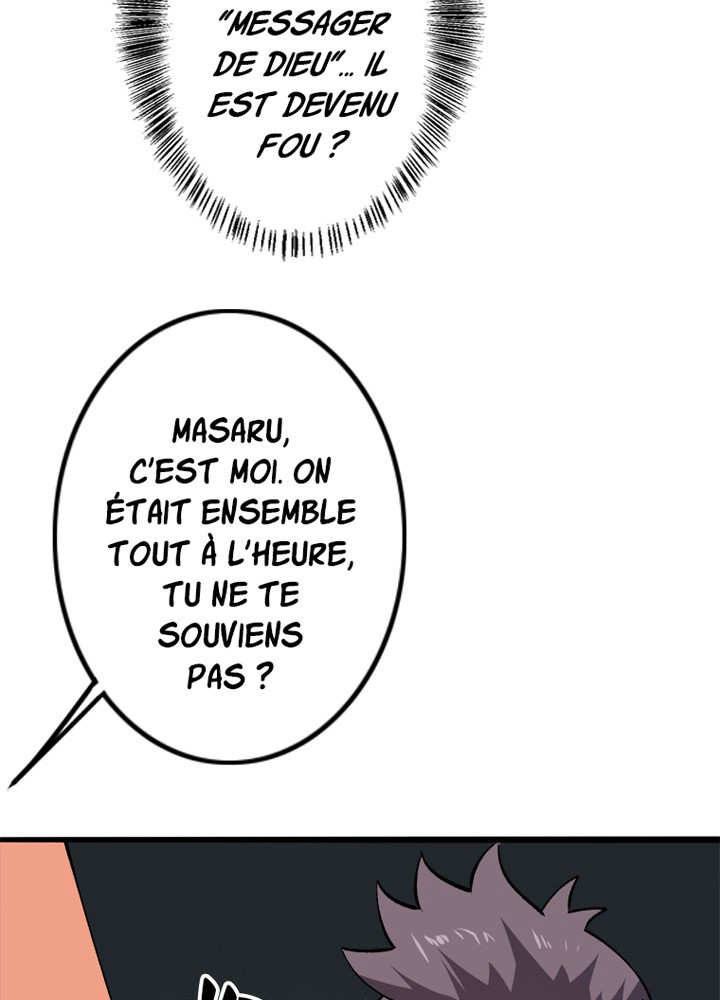 "MESSAGER
DE DIEU"... IL
EST DEVENU
FOU ?
MASARU,
C'EST MOI. ON
ÉTAIT ENSEMBLE
TOUT À L'HEURE,
TU NE TE
SOUVIENS
PAS ?